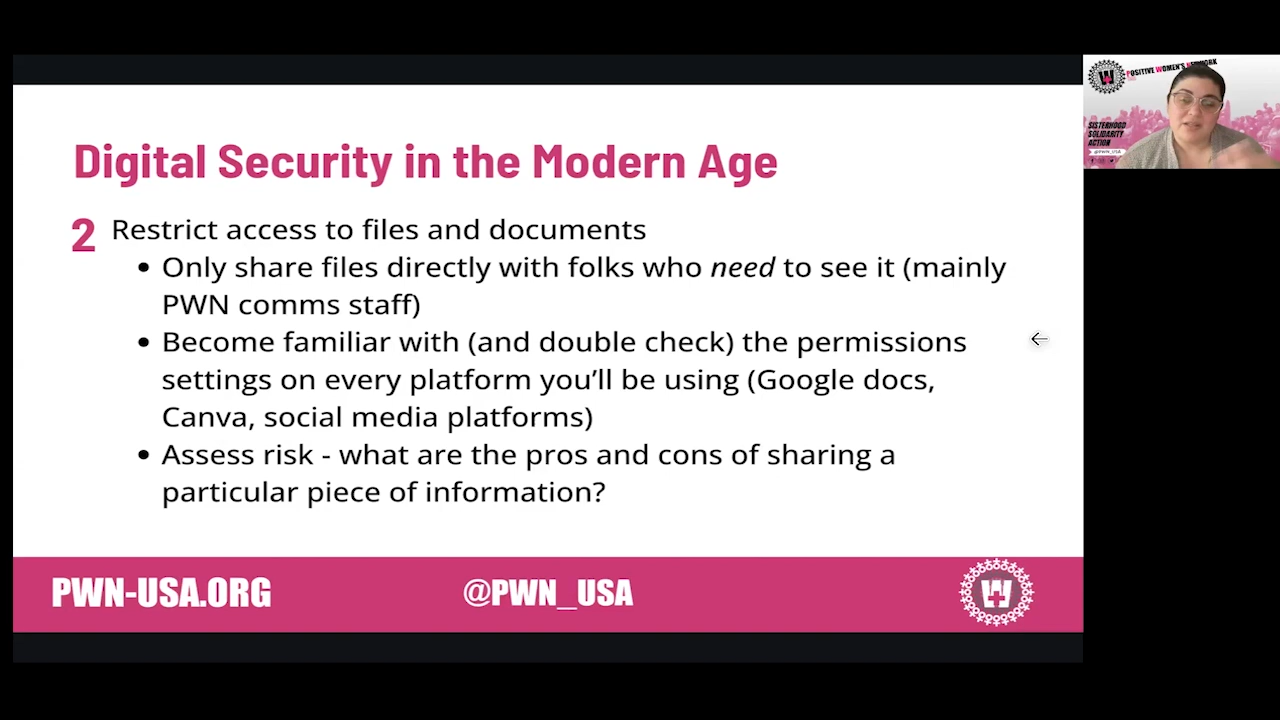 Digital Security in the Modern Age
2 Restrict access to files and documents
• Only share files directly with folks who need to see it (mainly
PWN comms staff)
• Become familiar with (and double check) the permissions
settings on every platform you’ll be using (Google docs,
Canva, social media platforms)
• Assess risk - what are the pros and cons of sharing a
particular piece of information?
PWN-USA.ORG
@PWN_USA
POSITIVE WOMEN'S
SISTERHOOD
SOLIDARITY
ACTION
@PWN_USA